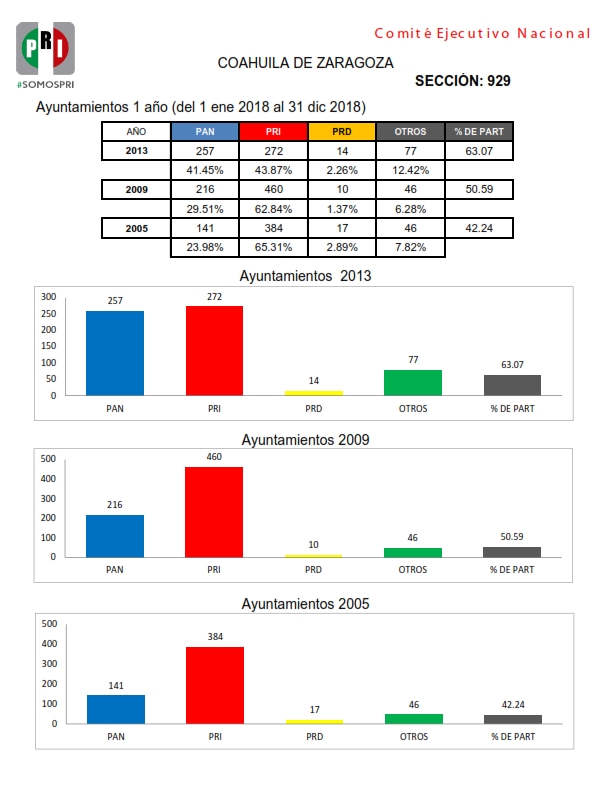 Comité Ejecutivo Nacional
PRI
#SOMOSPRI
COAHUILA DE ZARAGOZA
SECCIÓN: 929
Ayuntamientos 1 año (del 1 ene 2018 al 31 dic 2018)
AÑO PAN PRI PRD OTROS % DE PART
2013 257 272 14 77 63.07
41.45% 43.87% 2.26% 12.42%
2009 216 460 10 46 50.59
29.51% 62.84% 1.37% 6.28%
2005 141 384 17 46 42.24
23.98% 65.31% 2.89% 7.82%
Ayuntamientos 2013
300
250
200
150
100
50
0
257 272 14 77 63.07
PAN PRI PRD OTROS % DE PART
Ayuntamientos 2009
500
400
300
200
100
0
216 460 10 46 50.59
PAN PRI PRD OTROS % DE PART
Ayuntamientos 2005
500
400
300
200
100
0
141 384 17 46 42.24
PAN PRI PRD OTROS % DE PART